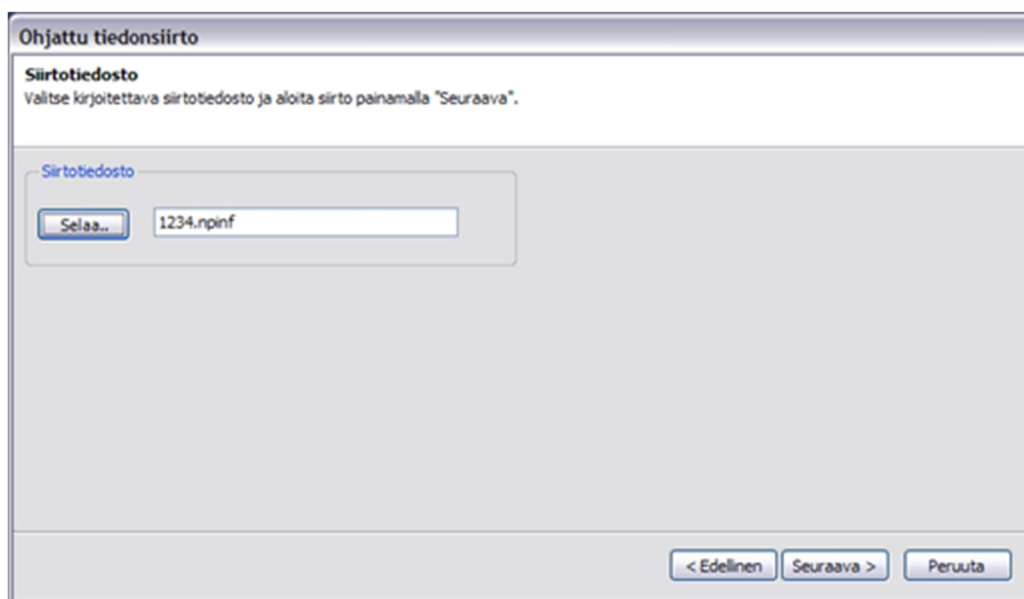 Ohjattu tiedonsiirto
Siirtotiedosto
Valitse kirjoitettava siirtotiedosto ja aloita siirto painamalla "Seuraava".
Siirtotiedosto
Selaa..
1234.npinf
< Edellinen
Seuraava >
Peruuta